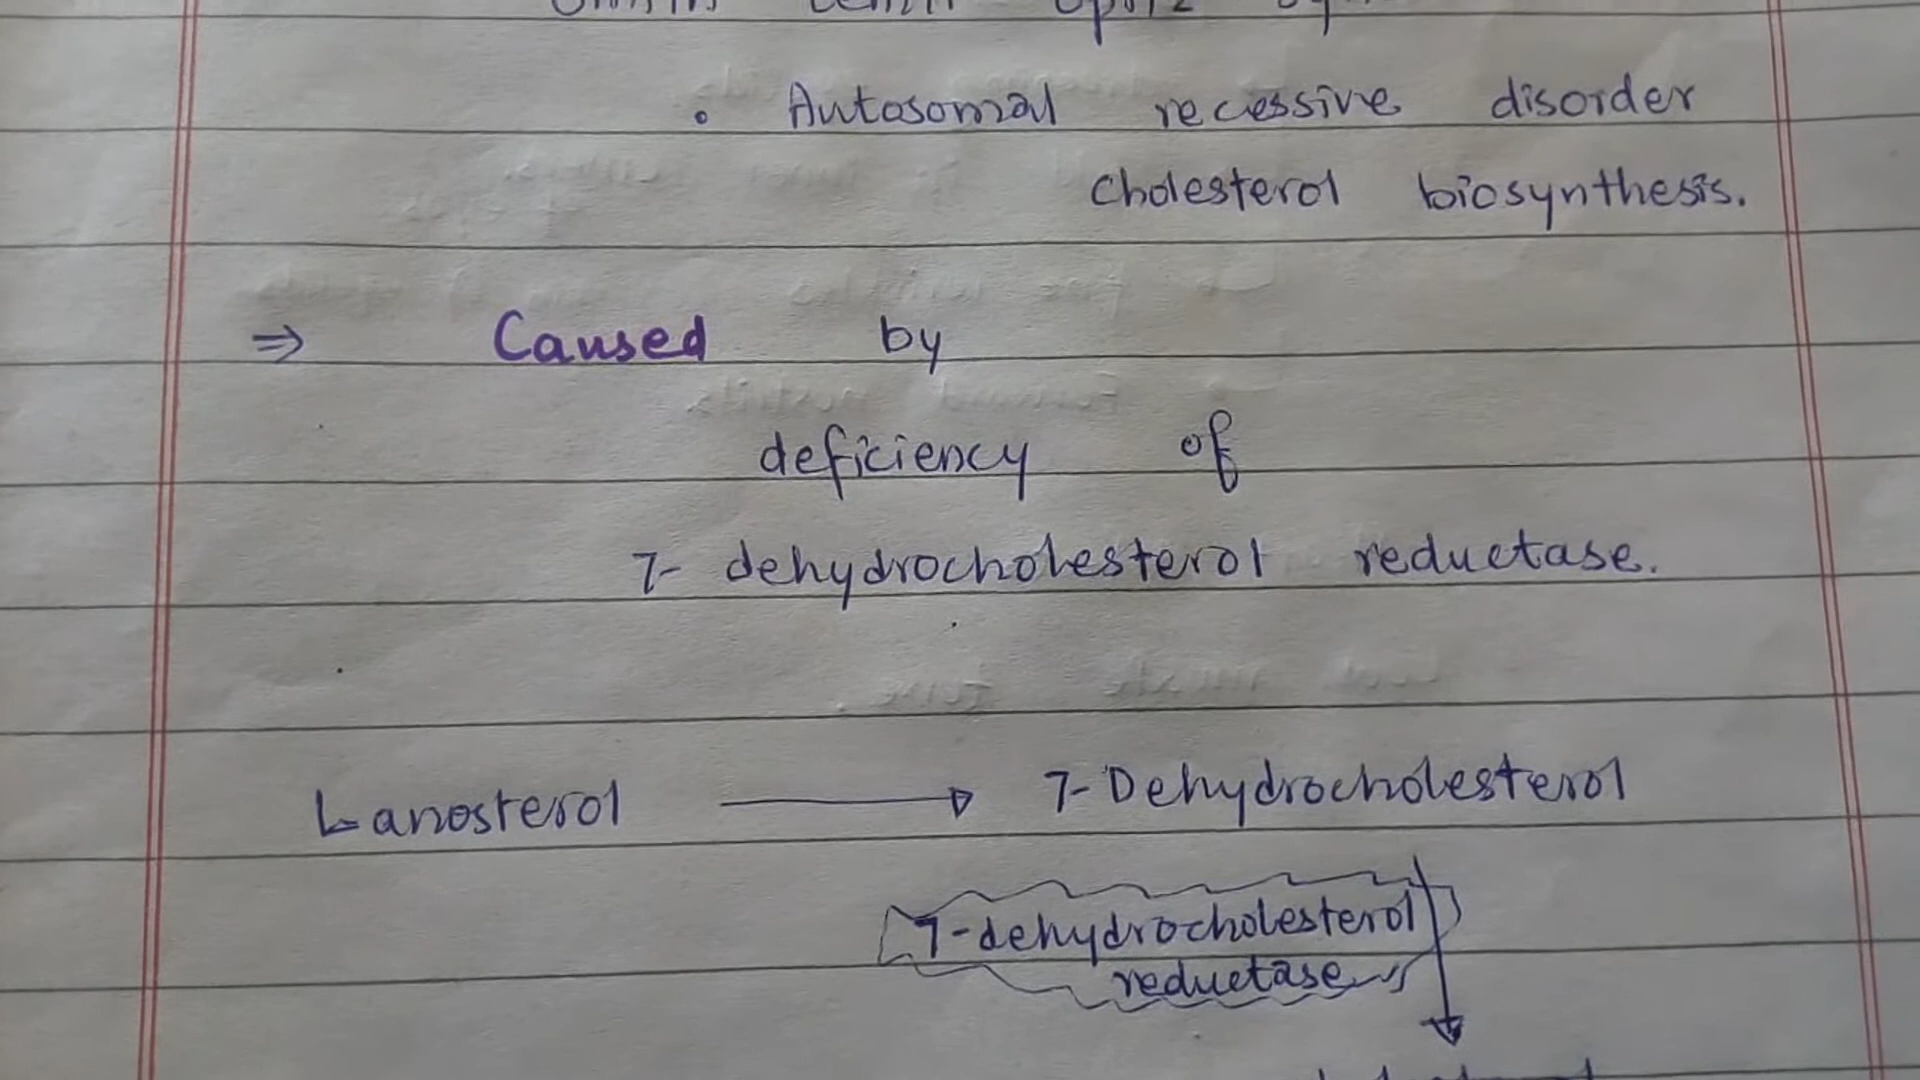 • Autosomal recessive disorder
cholesterol biosynthesis.
⇒ Caused by
deficiency of
7- dehydrocholesterol reductase.
Lanosterol → 7-Dehydrocholesterol
7-dehydrocholesterol
reductase